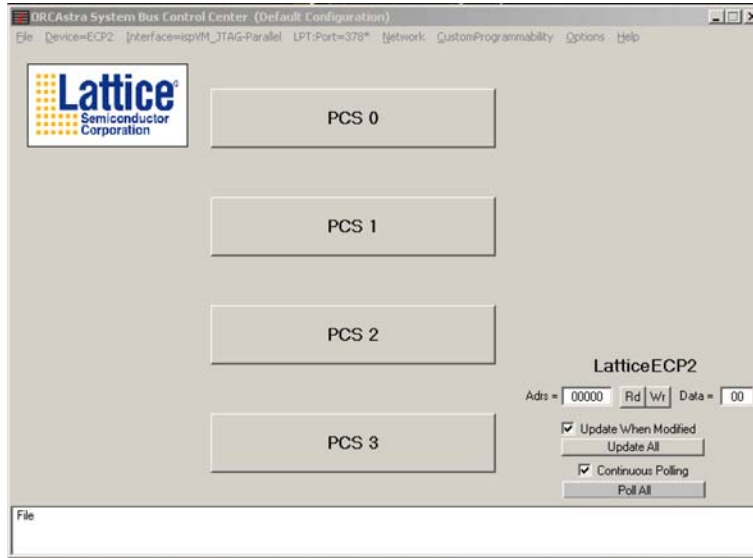 ORCAstra System Bus Control Center (Default Configuration)
File Device=ECP2 Interface=ispVM_JTAG-Parallel LPT:Port=378* Network CustomProgrammability Options Help
Lattice®
Semiconductor
Corporation
PCS 0
PCS 1
PCS 2
PCS 3
LatticeECP2
Adrs = 00000 Rd Wr Data = 00
Update When Modified
Update All
Continuous Polling
Poll All
File